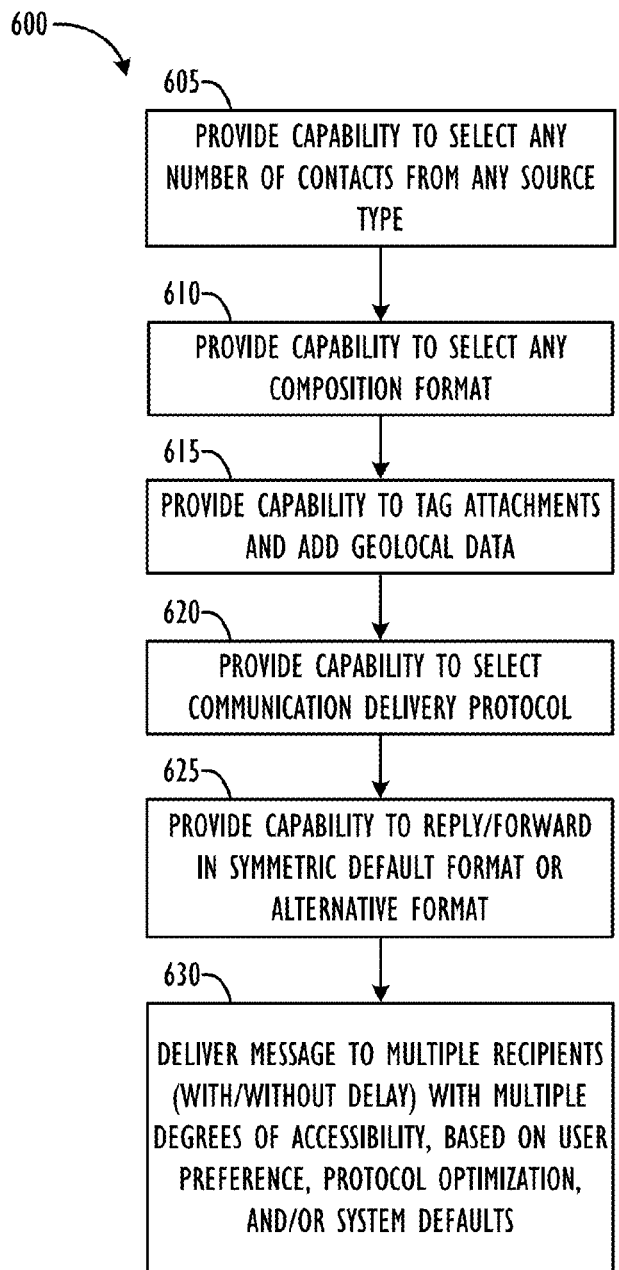 600
605
PROVIDE CAPABILITY TO SELECT ANY
NUMBER OF CONTACTS FROM ANY SOURCE
TYPE
610
PROVIDE CAPABILITY TO SELECT ANY
COMPOSITION FORMAT
615
PROVIDE CAPABILITY TO TAG ATTACHMENTS
AND ADD GEOLOCAL DATA
620
PROVIDE CAPABILITY TO SELECT
COMMUNICATION DELIVERY PROTOCOL
625
PROVIDE CAPABILITY TO REPLY/FORWARD
IN SYMMETRIC DEFAULT FORMAT OR
ALTERNATIVE FORMAT
630
DELIVER MESSAGE TO MULTIPLE RECIPIENTS
(WITH/WITHOUT DELAY) WITH MULTIPLE
DEGREES OF ACCESSIBILITY, BASED ON USER
PREFERENCE, PROTOCOL OPTIMIZATION,
AND/OR SYSTEM DEFAULTS